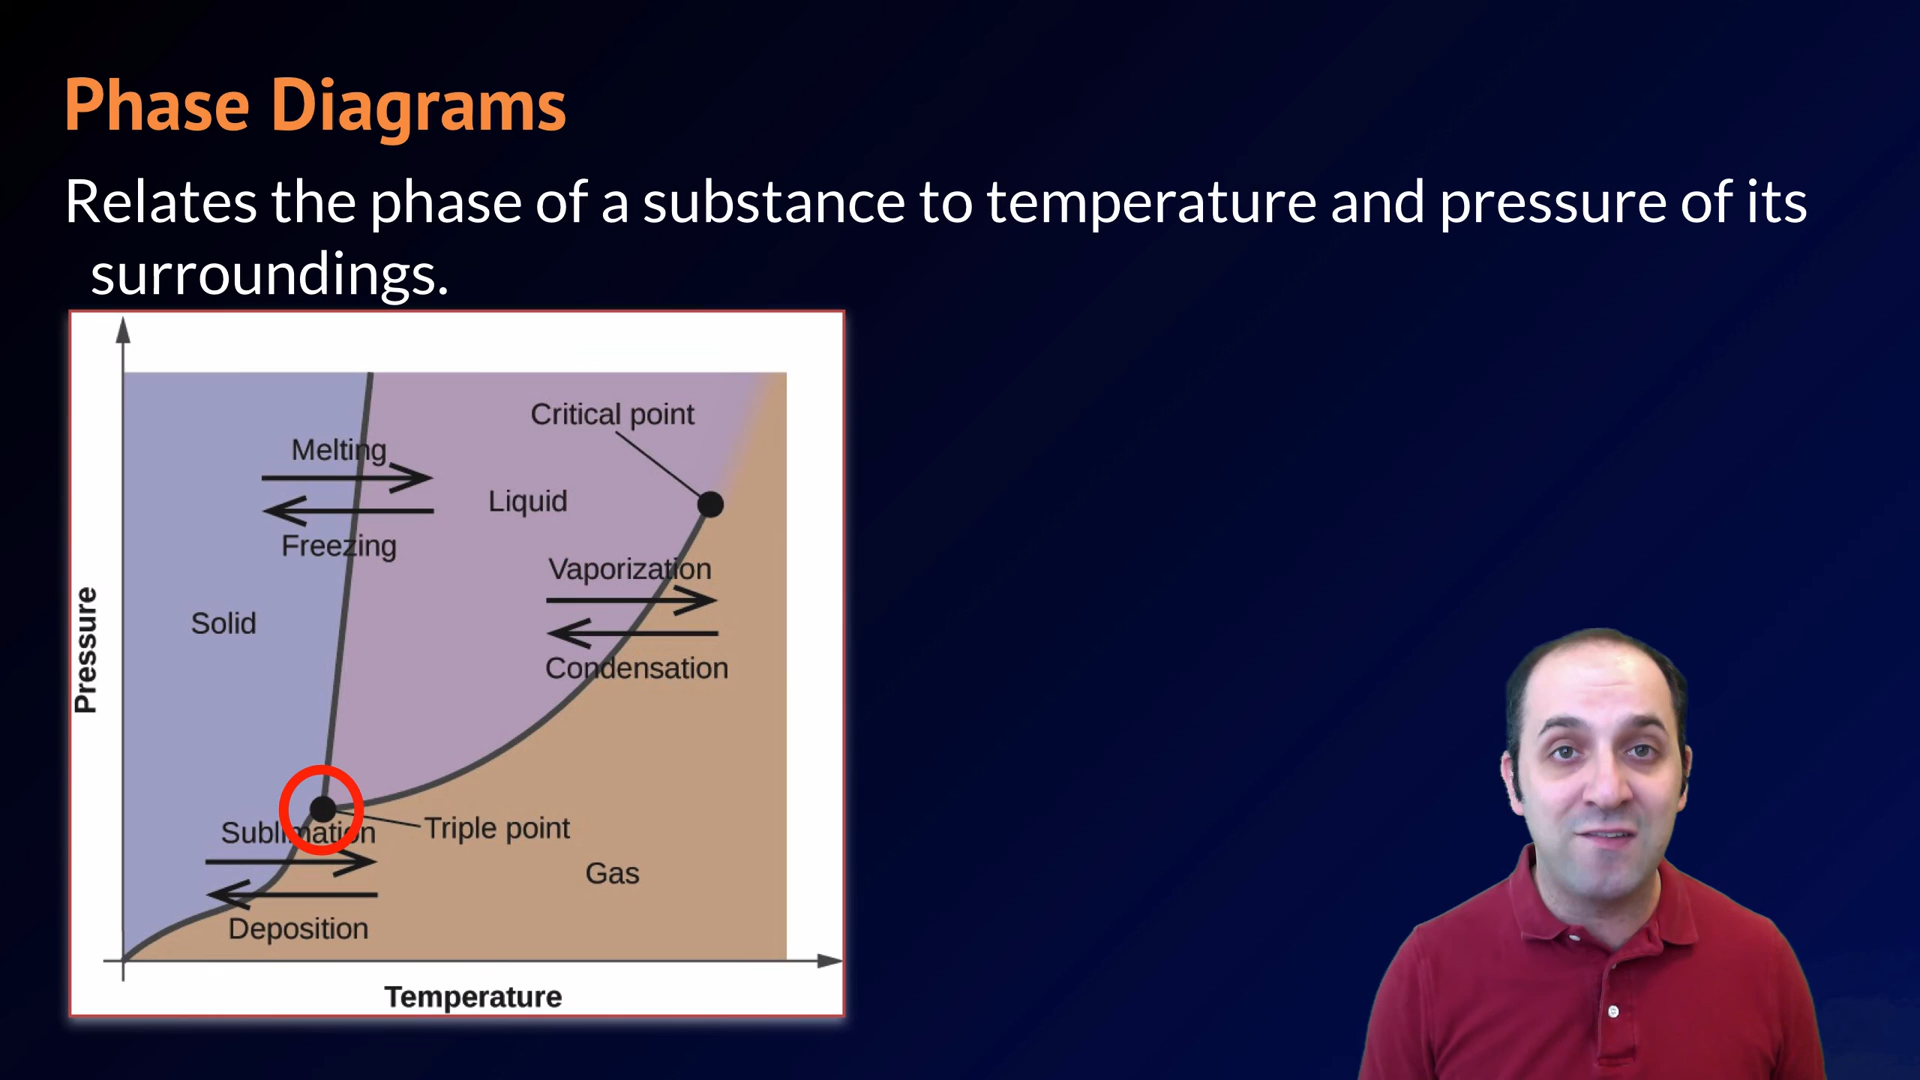 Phase Diagrams
Relates the phase of a substance to temperature and pressure of its
surroundings.
Critical point
Melting
Liquid
Freezing
Vaporization
Solid
Condensation
Pressure
Sublimation
Triple point
Gas
Deposition
Temperature